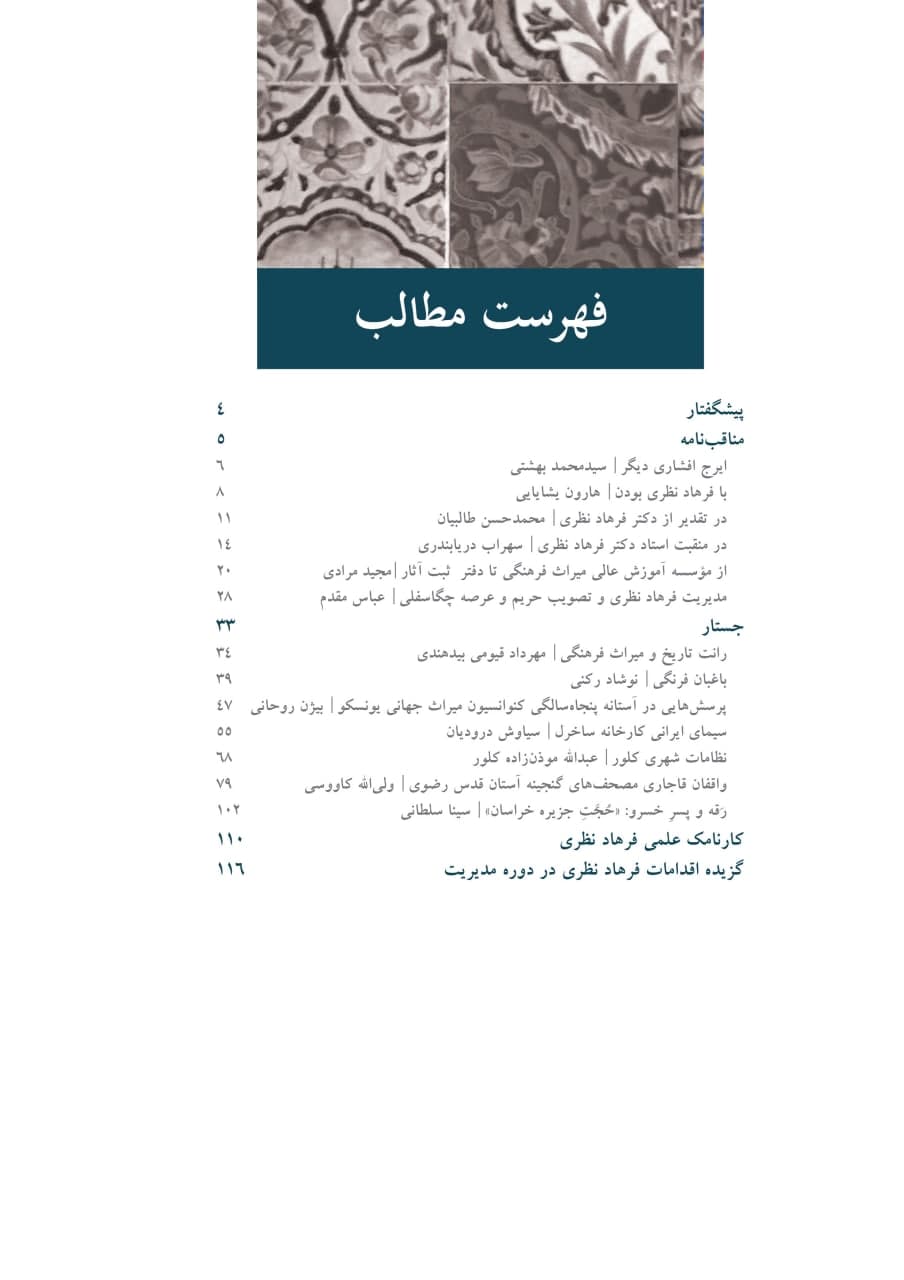 فهرست مطالب
پیشگفتار ٤
مناقب‌نامه ٥
ایرج افشاری دیگر | سیدمحمد بهشتی ٦
با فرهاد نظری بودن | هارون یشایایی ٨
در تقدیر از دکتر فرهاد نظری | محمدحسن طالبیان ١١
در منقبت استاد دکتر فرهاد نظری | سهراب دریابندری ١٤
از مؤسسه آموزش عالی میراث فرهنگی تا دفتر ثبت آثار | مجید مرادی ٢٠
مدیریت فرهاد نظری و تصویب حریم و عرصه چگاسفلی | عباس مقدم ٢٨
جستار ٣٣
رانت تاریخ و میراث فرهنگی | مهرداد قیومی بیدهندی ٣٤
باغبان فرنگی | نوشاد رکنی ٣٩
پرسش‌هایی در آستانه پنجاه‌سالگی کنوانسیون میراث جهانی یونسکو | بیژن روحانی ٤٧
سیمای ایرانی کارخانه ساخرل | سیاوش درودیان ٥٥
نظامات شهری کلور | عبدالله موذن‌زاده کلور ٦٨
واقفان قاجاری مصحف‌های گنجینه آستان قدس رضوی | ولی‌الله کاووسی ٧٩
رَقه و پسرِ خسرو: «حُجَّتِ جزیره خراسان» | سینا سلطانی ١٠٢
کارنامک علمی فرهاد نظری ١١٠
گزیده اقدامات فرهاد نظری در دوره مدیریت ١١٦